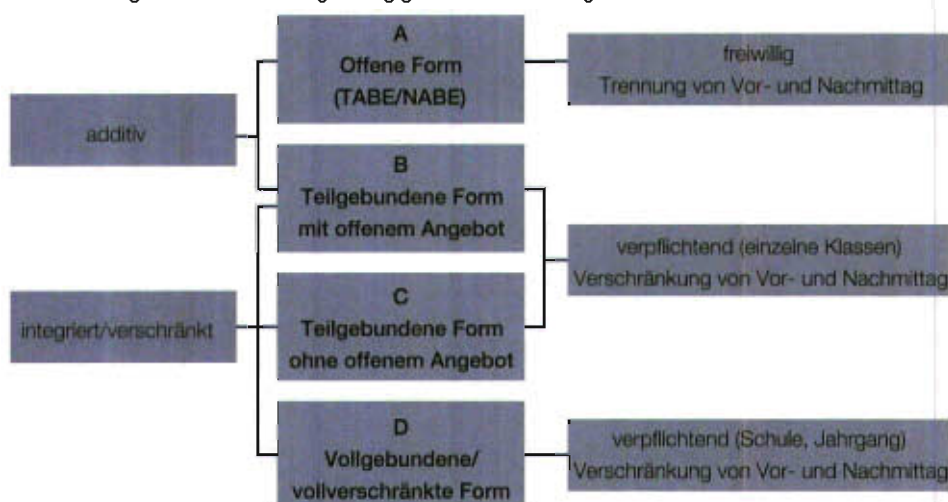 additiv
integriert/verschränkt
A
Offene Form
(TABE/NABE)
B
Teilgebundene Form
mit offenem Angebot
C
Teilgebundene Form
ohne offenem Angebot
D
Vollgebundene/
vollverschränkte Form
freiwillig
Trennung von Vor- und Nachmittag
verpflichtend (einzelne Klassen)
Verschränkung von Vor- und Nachmittag
verpflichtend (Schule, Jahrgang)
Verschränkung von Vor- und Nachmittag